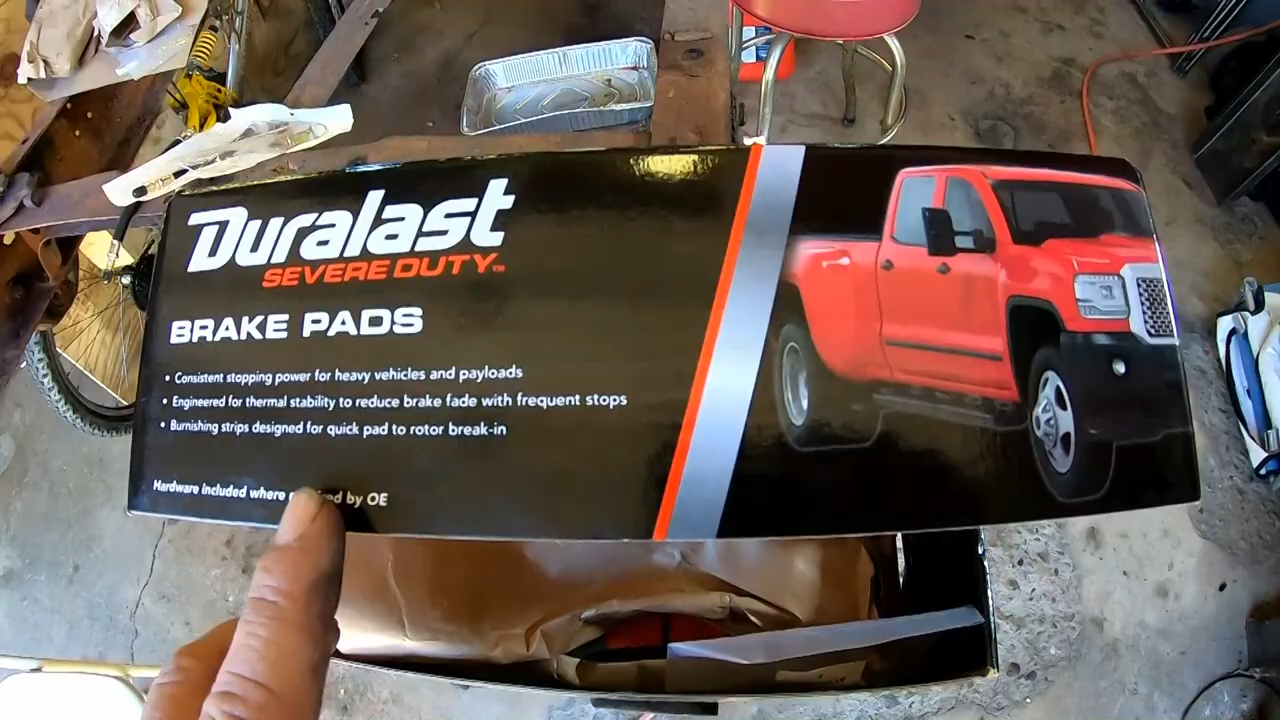 Duralast
SEVERE DUTY™
BRAKE PADS
• Consistent stopping power for heavy vehicles and payloads
• Engineered for thermal stability to reduce brake fade with frequent stops
• Burnishing strips designed for quick pad to rotor break-in
Hardware included where by OE